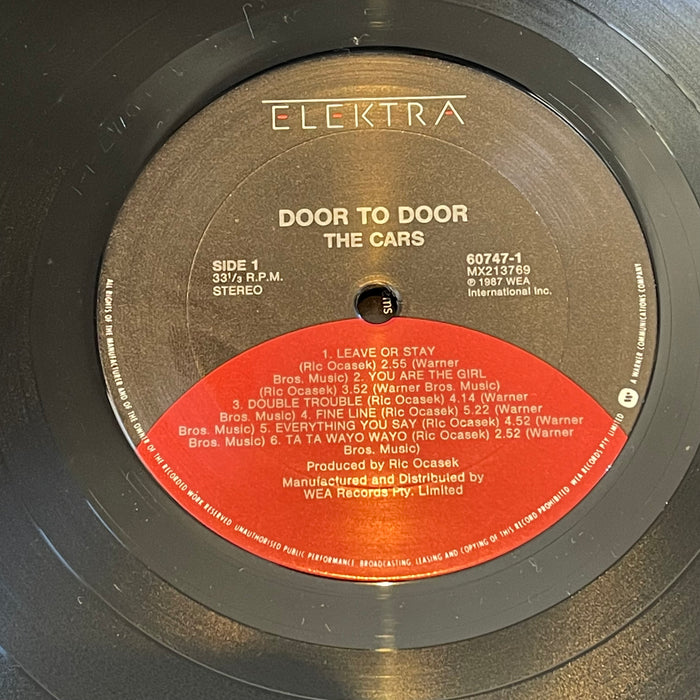 ELEKTRA
DOOR TO DOOR
THE CARS
SIDE 1
33 1/3 R.P.M.
STEREO
60747-1
MX213769
℗ 1987 WEA
International Inc.
1. LEAVE OR STAY
(Ric Ocasek) 2.55 (Warner
Bros. Music) 2. YOU ARE THE GIRL
(Ric Ocasek) 3.52 (Warner Bros. Music)
3. DOUBLE TROUBLE (Ric Ocasek) 4.14 (Warner
Bros. Music) 4. FINE LINE (Ric Ocasek) 5.22 (Warner
Bros. Music) 5. EVERYTHING YOU SAY (Ric Ocasek) 4.52 (Warner
Bros. Music) 6. TA TA WAYO WAYO (Ric Ocasek) 2.52 (Warner
Bros. Music)
Produced by Ric Ocasek
Manufactured and Distributed by
WEA Records Pty. Limited
ALL RIGHTS OF THE MANUFACTURER AND OF THE OWNER OF THE RECORDED WORK RESERVED. UNAUTHORISED PUBLIC PERFORMANCE, BROADCASTING, LEASING AND COPYING OF THIS RECORD PROHIBITED. WEA RECORDS PTY. LIMITED
A WARNER COMMUNICATIONS COMPANY